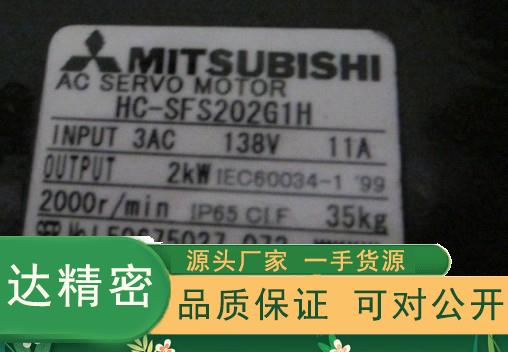 MITSUBISHI
AC SERVO MOTOR
HC-SFS202G1H
INPUT 3AC 138V 11A
OUTPUT 2kW IEC60034-1 '99
2000r/min IP65 CI.F 35kg
源头厂家 一手货源
达精密
品质保证 可对公开